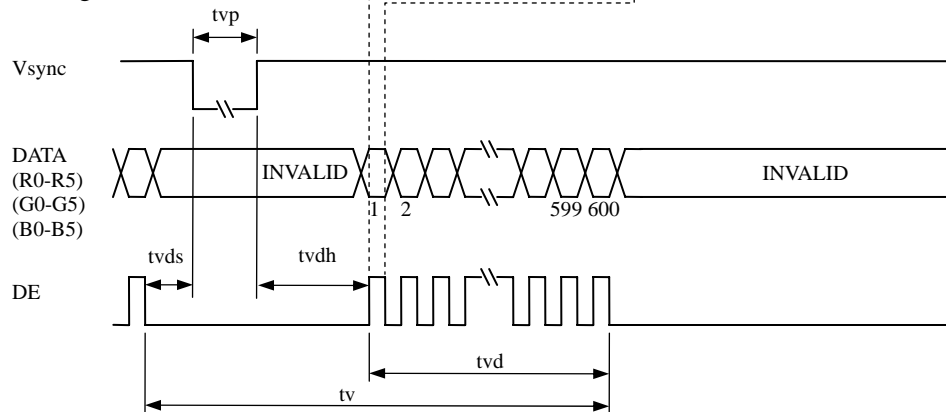 tvp
Vsync
DATA
(R0-R5)
(G0-G5)
(B0-B5)
INVALID
INVALID
1 2 599 600
tvds
tvdh
DE
tvd
tv